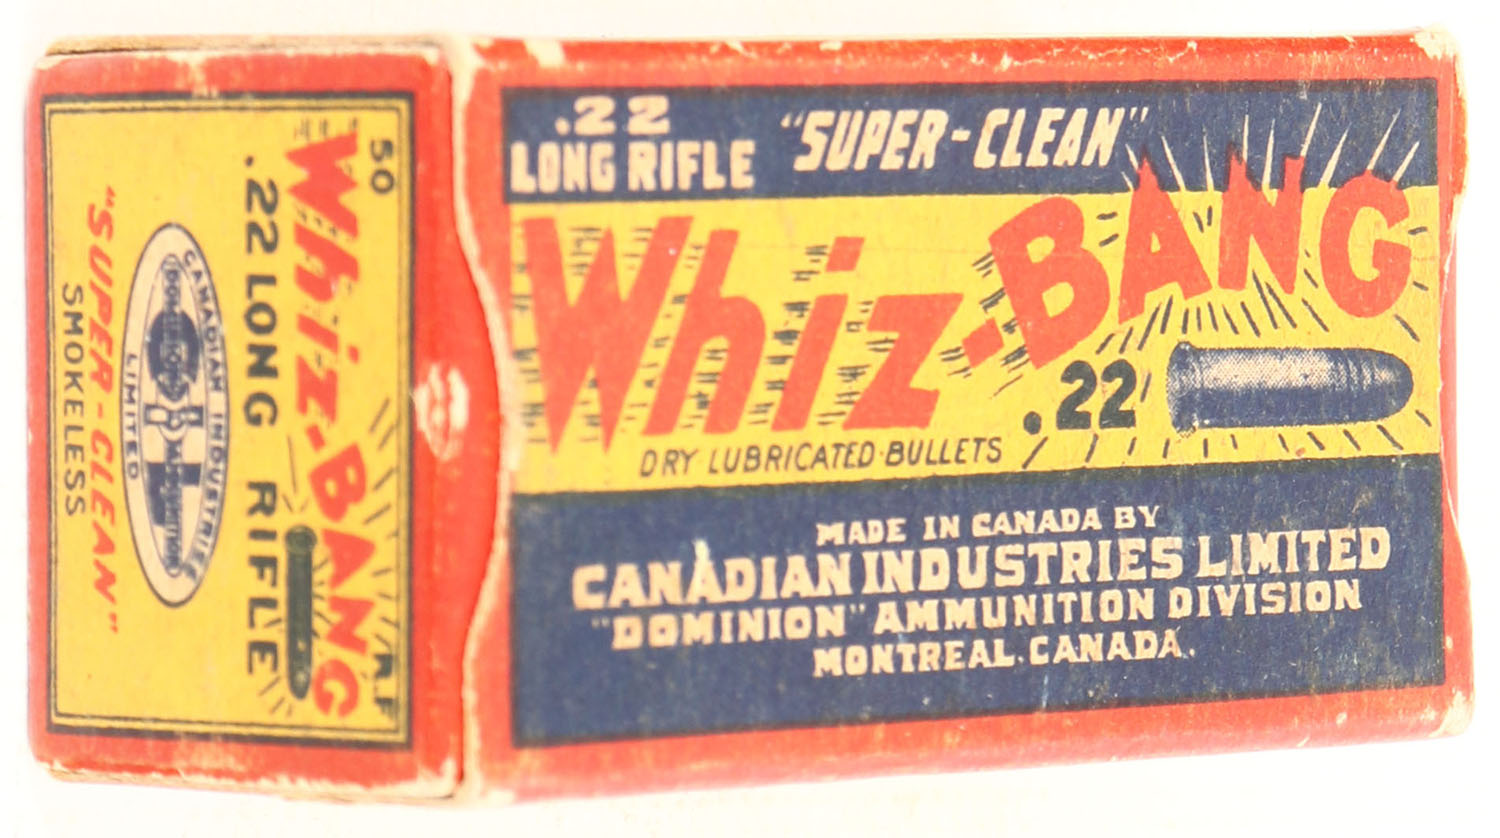 .22
LONG RIFLE
"SUPER-CLEAN"
Whiz-BANG
.22
DRY LUBRICATED·BULLETS
MADE IN CANADA BY
CANADIAN INDUSTRIES LIMITED
"DOMINION" AMMUNITION DIVISION
MONTREAL·CANADA.
50
Whiz-BANG
.22 LONG RIFLE
CANADIAN INDUSTRIES
LIMITED
"SUPER-CLEAN"
SMOKELESS